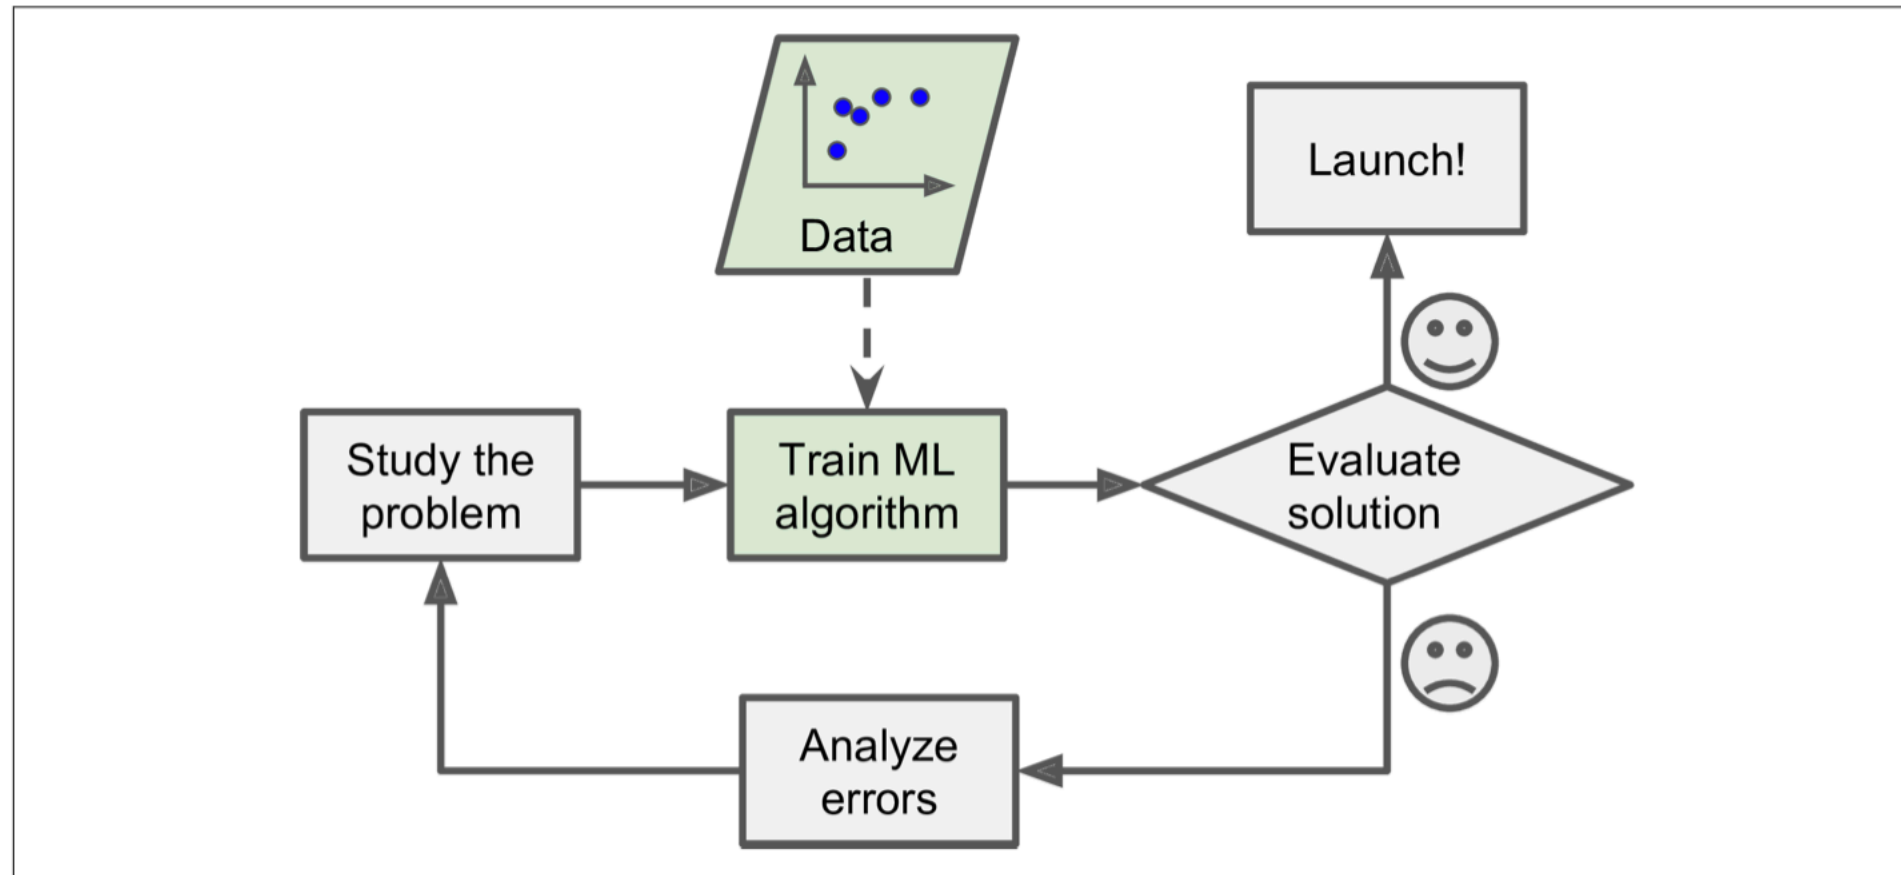 Data
Launch!
Study the
problem
Train ML
algorithm
Evaluate
solution
Analyze
errors